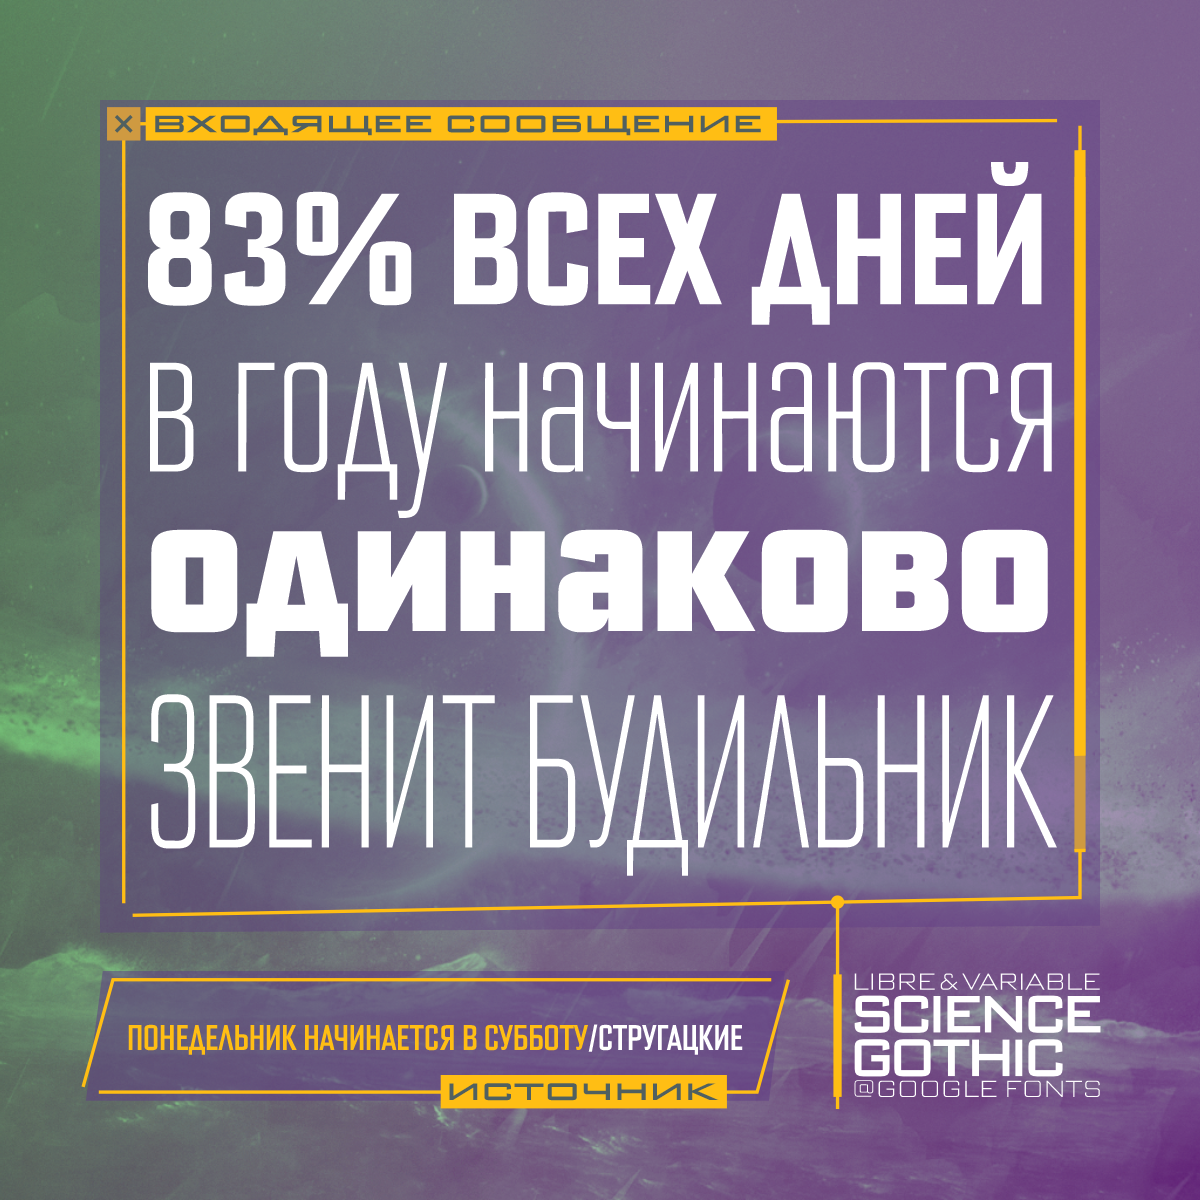 × ВХОДЯЩЕЕ СООБЩЕНИЕ
83% ВСЕХ ДНЕЙ
в году начинаются
одинаково
ЗВЕНИТ БУДИЛЬНИК
ПОНЕДЕЛЬНИК НАЧИНАЕТСЯ В СУББОТУ/СТРУГАЦКИЕ
ИСТОЧНИК
LIBRE & VARIABLE
SCIENCE
GOTHIC
@GOOGLE FONTS